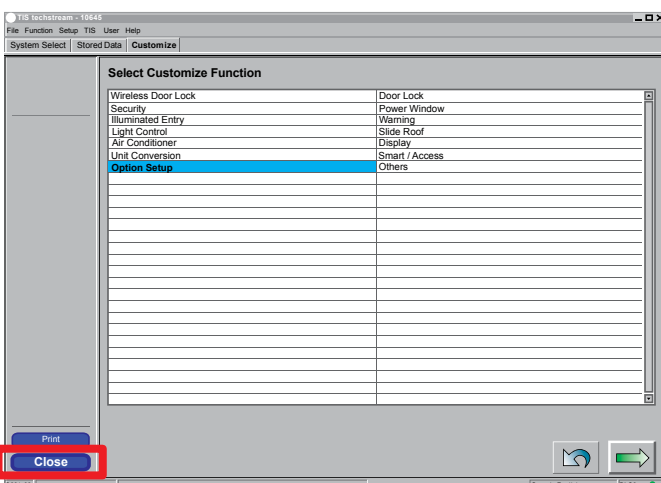 TIS techstream - 10645
File Function Setup TIS User Help
System Select Stored Data Customize
Select Customize Function
Wireless Door Lock Door Lock
Security Power Window
Illuminated Entry Warning
Light Control Slide Roof
Air Conditioner Display
Unit Conversion Smart / Access
Option Setup Others
Print
Close